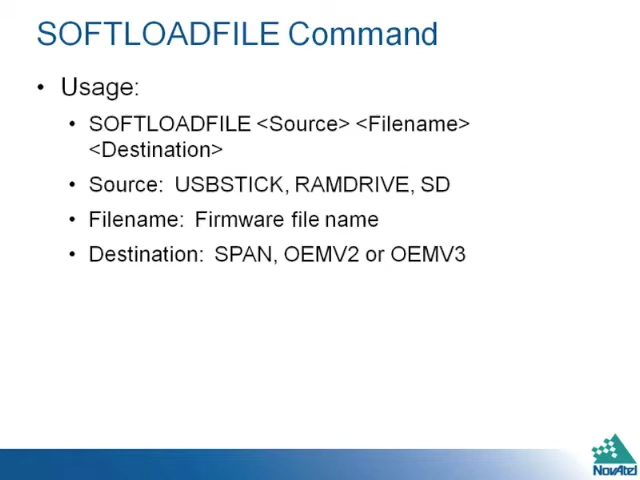 SOFTLOADFILE Command
• Usage:
• SOFTLOADFILE <Source> <Filename>
<Destination>
• Source: USBSTICK, RAMDRIVE, SD
• Filename: Firmware file name
• Destination: SPAN, OEMV2 or OEMV3
NovAtel